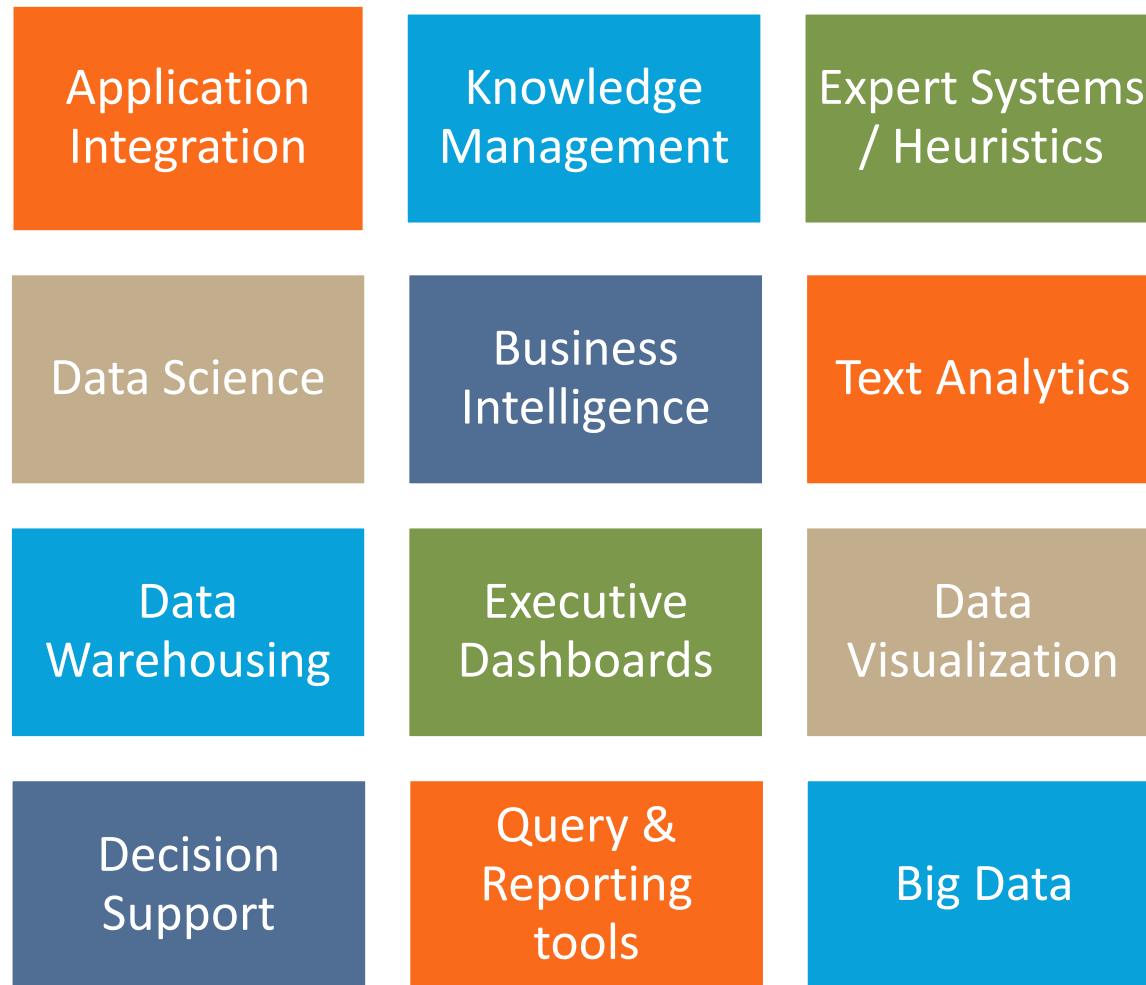 Application
Integration
Knowledge
Management
Expert Systems
/ Heuristics
Data Science
Business
Intelligence
Text Analytics
Data
Warehousing
Executive
Dashboards
Data
Visualization
Decision
Support
Query &
Reporting
tools
Big Data